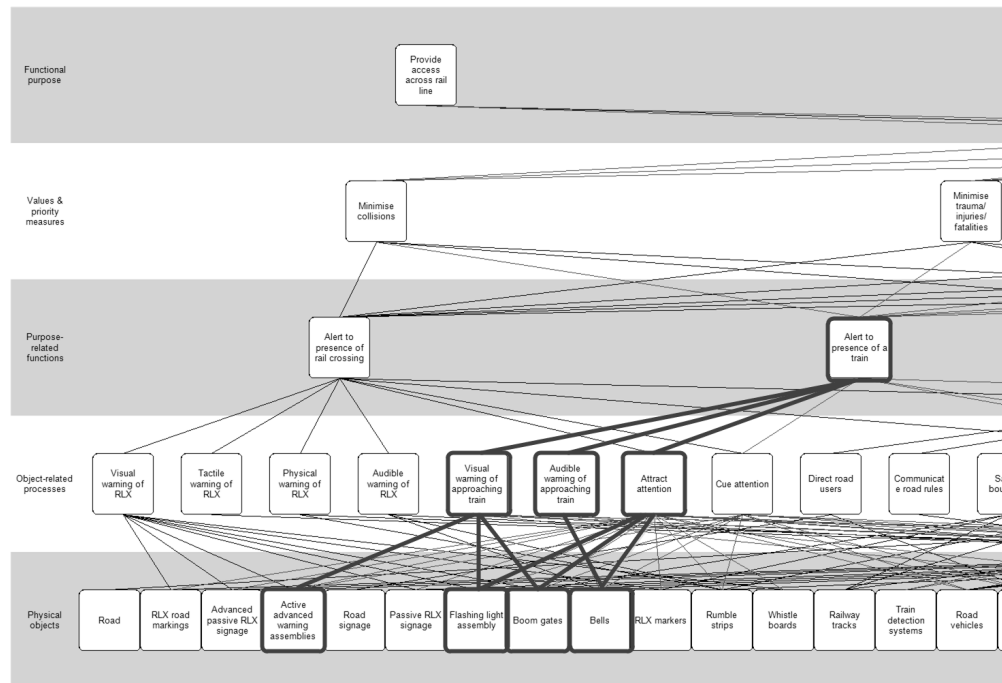 Functional
purpose
Provide
access
across rail
line
Values &
priority
measures
Minimise
collisions
Minimise
trauma/
injuries/
fatalities
Purpose-
related
functions
Alert to
presence of
rail crossing
Alert to
presence of a
train
Object-related
processes
Visual
warning of
RLX
Tactile
warning of
RLX
Physical
warning of
RLX
Audible
warning of
RLX
Visual
warning of
approaching
train
Audible
warning of
approaching
train
Attract
attention
Cue attention
Direct road
users
Communicat
e road rules
Physical
objects
Road
RLX road
markings
Advanced
passive RLX
signage
Active
advanced
warning
assemblies
Road
signage
Passive RLX
signage
Flashing light
assembly
Boom gates
Bells
RLX markers
Rumble
strips
Whistle
boards
Railway
tracks
Train
detection
systems
Road
vehicles